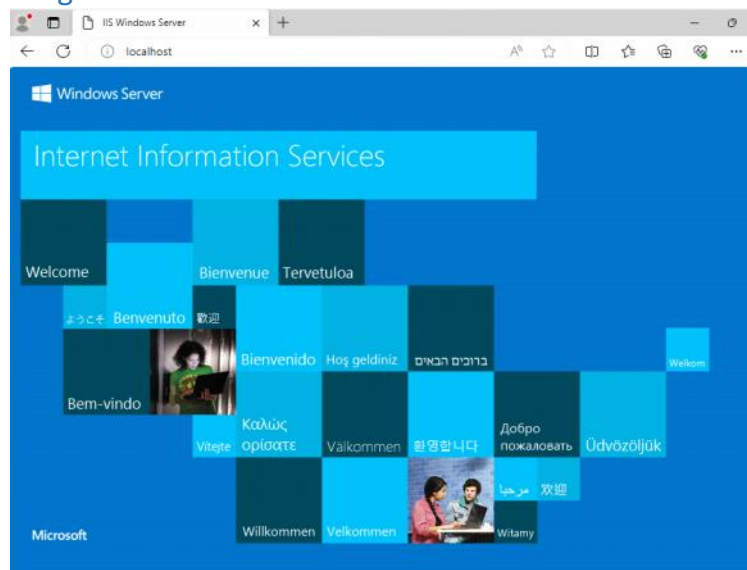 IIS Windows Server
localhost
Windows Server
Internet Information Services
Welcome
Bienvenue
Tervetuloa
ようこそ
Benvenuto
歡迎
Bienvenido
Hoş geldiniz
ברוכים הבאים
Welkom
Bem-vindo
Vítejte
Καλώς
ορίσατε
Välkommen
환영합니다
Добро
пожаловать
Üdvözöljük
مرحبا
欢迎
Microsoft
Willkommen
Velkommen
Witamy